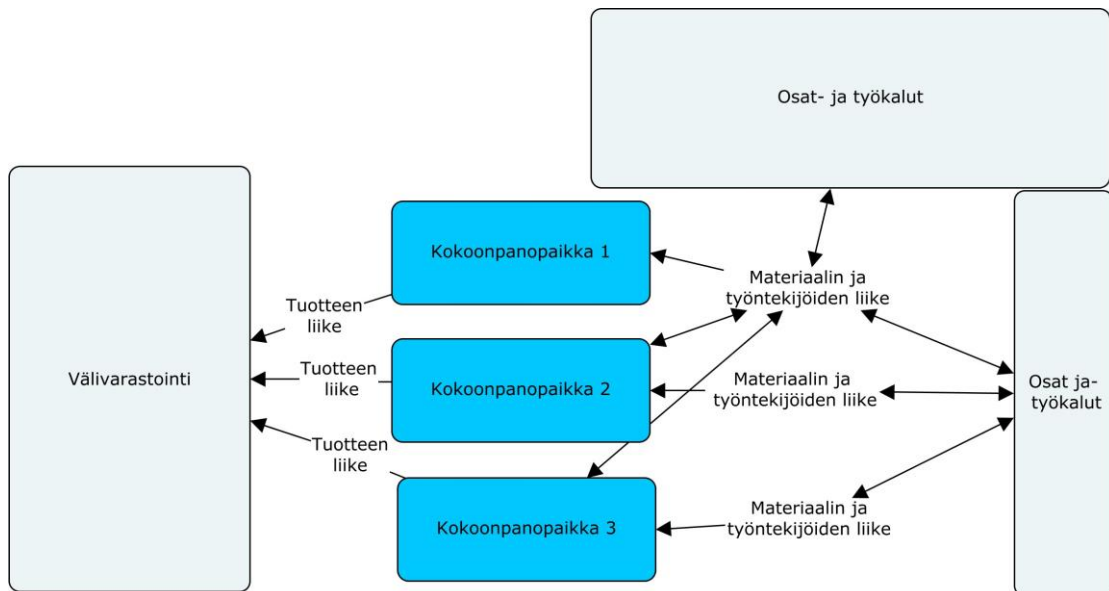 Osat- ja työkalut
Kokoonpanopaikka 1
Materiaalin ja
työntekijöiden liike
Tuotteen
liike
Välivarastointi
Tuotteen
liike
Kokoonpanopaikka 2
Materiaalin ja
työntekijöiden liike
Osat ja-
työkalut
Tuotteen
liike
Kokoonpanopaikka 3
Materiaalin ja
työntekijöiden liike